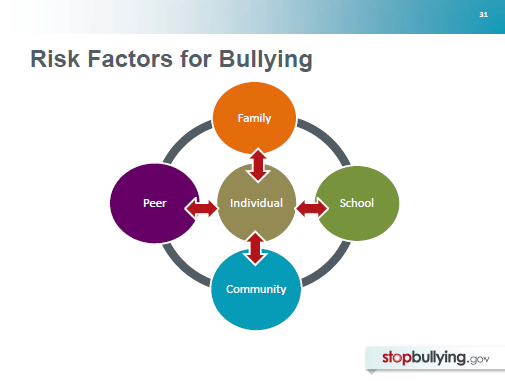 31
Risk Factors for Bullying
Family
Peer
Individual
School
Community
stopbullying.gov